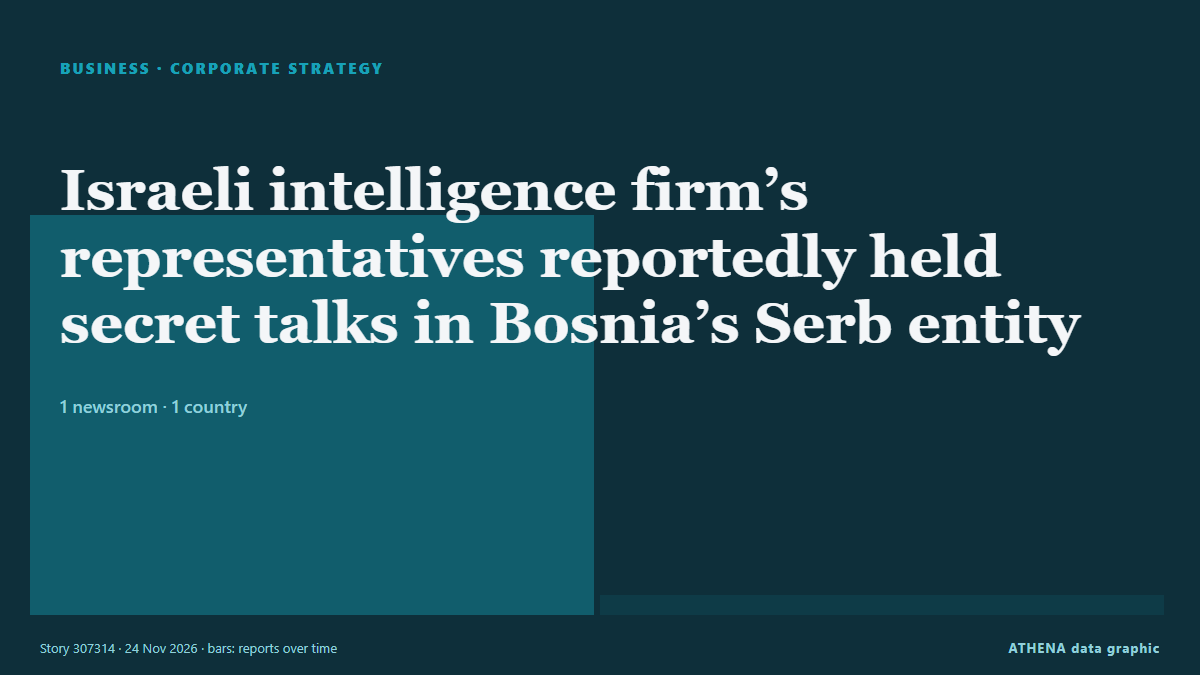 BUSINESS · CORPORATE STRATEGY
Israeli intelligence firm’s
representatives reportedly held
secret talks in Bosnia’s Serb entity
1 newsroom · 1 country
Story 307314 · 24 Nov 2026 · bars: reports over time
ATHENA data graphic